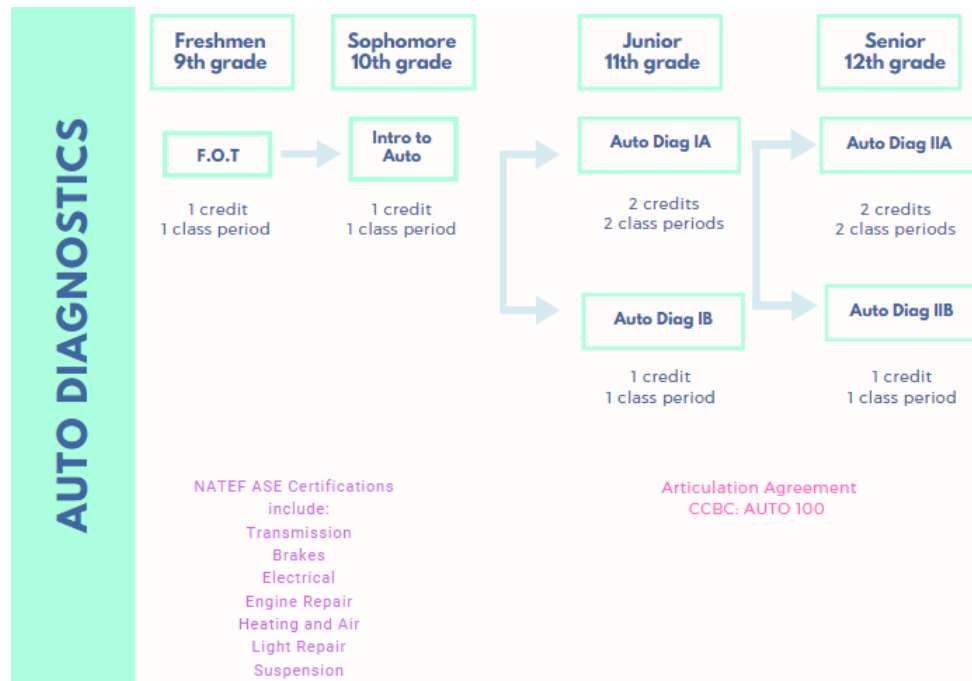 AUTO DIAGNOSTICS
Freshmen
9th grade
Sophomore
10th grade
Junior
11th grade
Senior
12th grade
F.O.T
1 credit
1 class period
Intro to
Auto
1 credit
1 class period
Auto Diag IA
2 credits
2 class periods
Auto Diag IB
1 credit
1 class period
Auto Diag IIA
2 credits
2 class periods
Auto Diag IIB
1 credit
1 class period
NATEF ASE Certifications
include:
Transmission
Brakes
Electrical
Engine Repair
Heating and Air
Light Repair
Suspension
Articulation Agreement
CCBC: AUTO 100